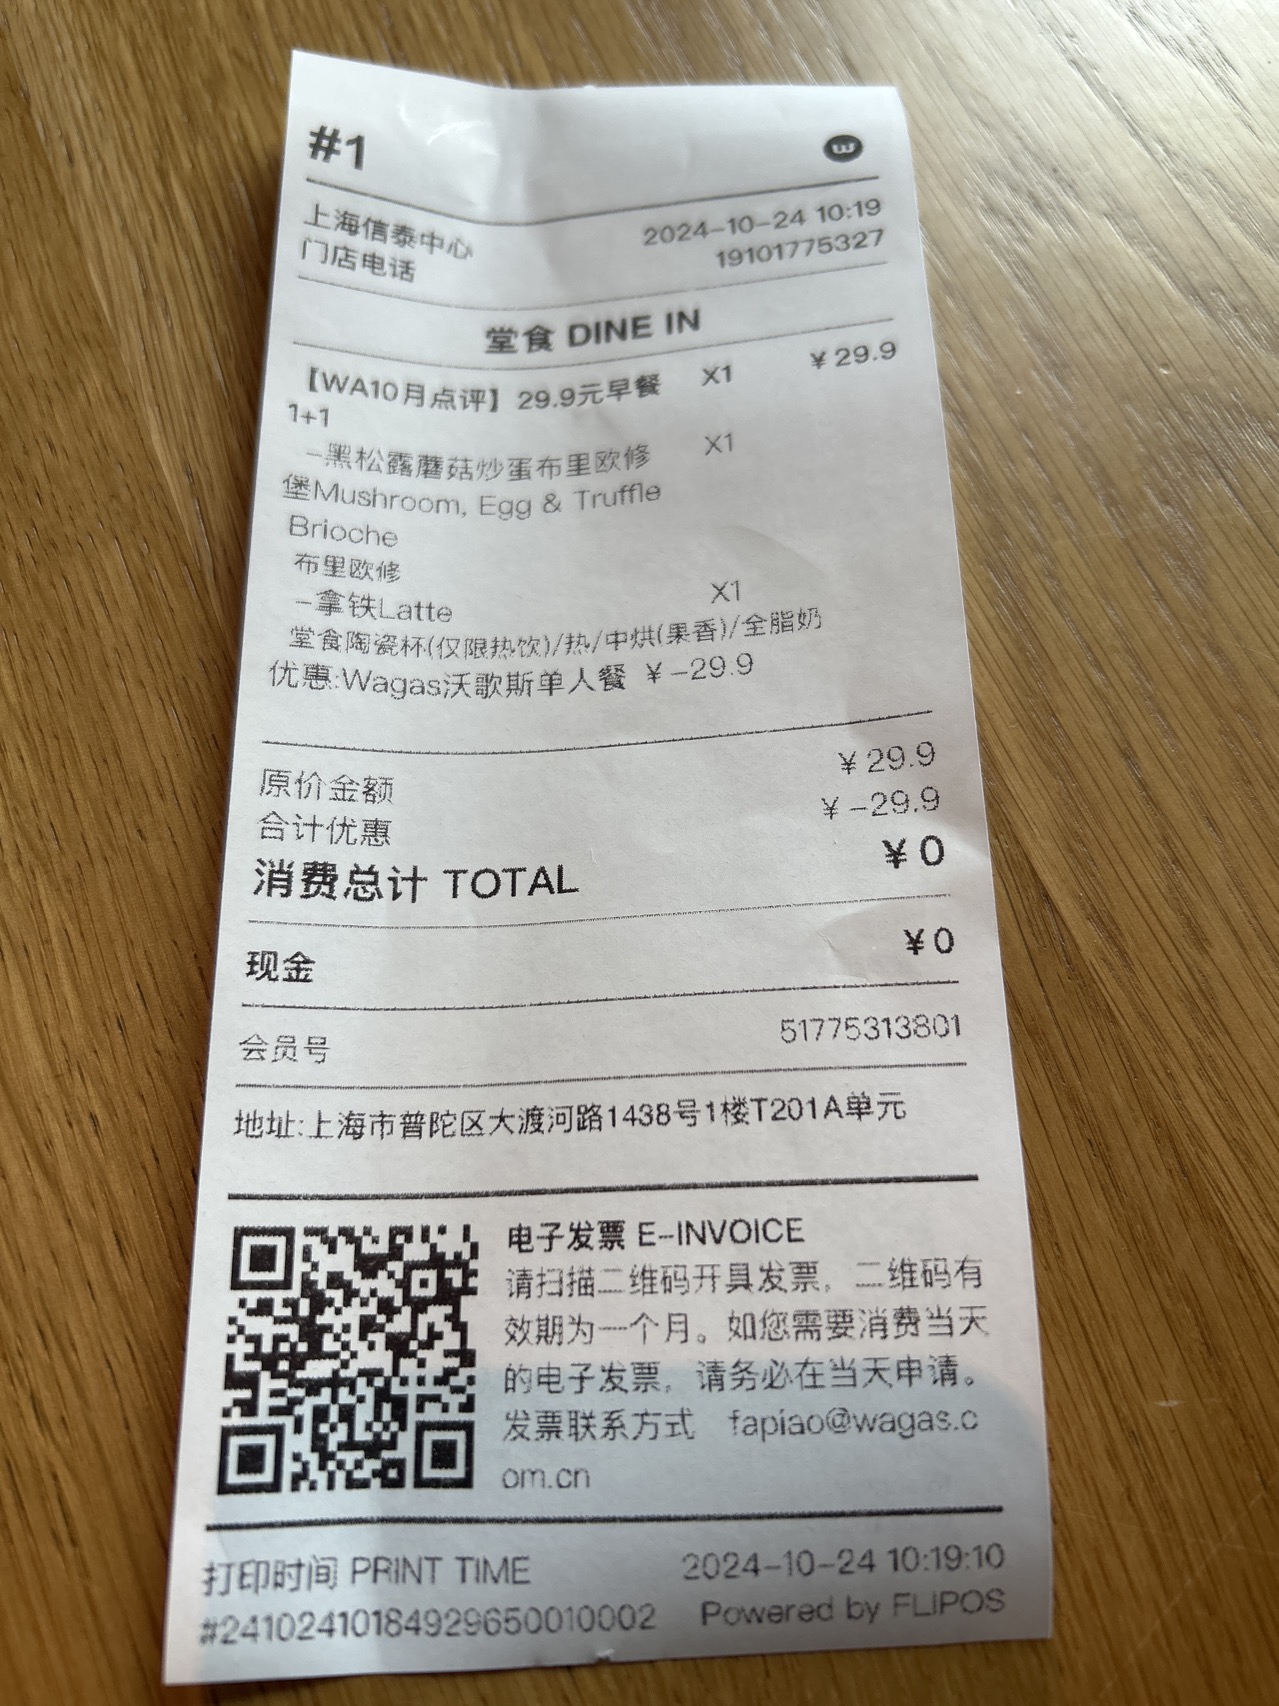 #1
w
上海信泰中心 2024-10-24 10:19
门店电话 19101775327
堂食 DINE IN
【WA10月点评】29.9元早餐 X1 ¥29.9
1+1
-黑松露蘑菇炒蛋布里欧修 X1
堡Mushroom, Egg & Truffle
Brioche
布里欧修
-拿铁Latte X1
堂食陶瓷杯(仅限热饮)/热/中烘(果香)/全脂奶
优惠:Wagas沃歌斯单人餐 ¥-29.9
原价金额 ¥29.9
合计优惠 ¥-29.9
消费总计 TOTAL ¥0
现金 ¥0
会员号 51775313801
地址:上海市普陀区大渡河路1438号1楼T201A单元
电子发票 E-INVOICE
请扫描二维码开具发票，二维码有
效期为一个月。如您需要消费当天
的电子发票，请务必在当天申请。
发票联系方式 fapiao@wagas.c
om.cn
打印时间 PRINT TIME 2024-10-24 10:19:10
#24102410184929650010002 Powered by FLIPOS